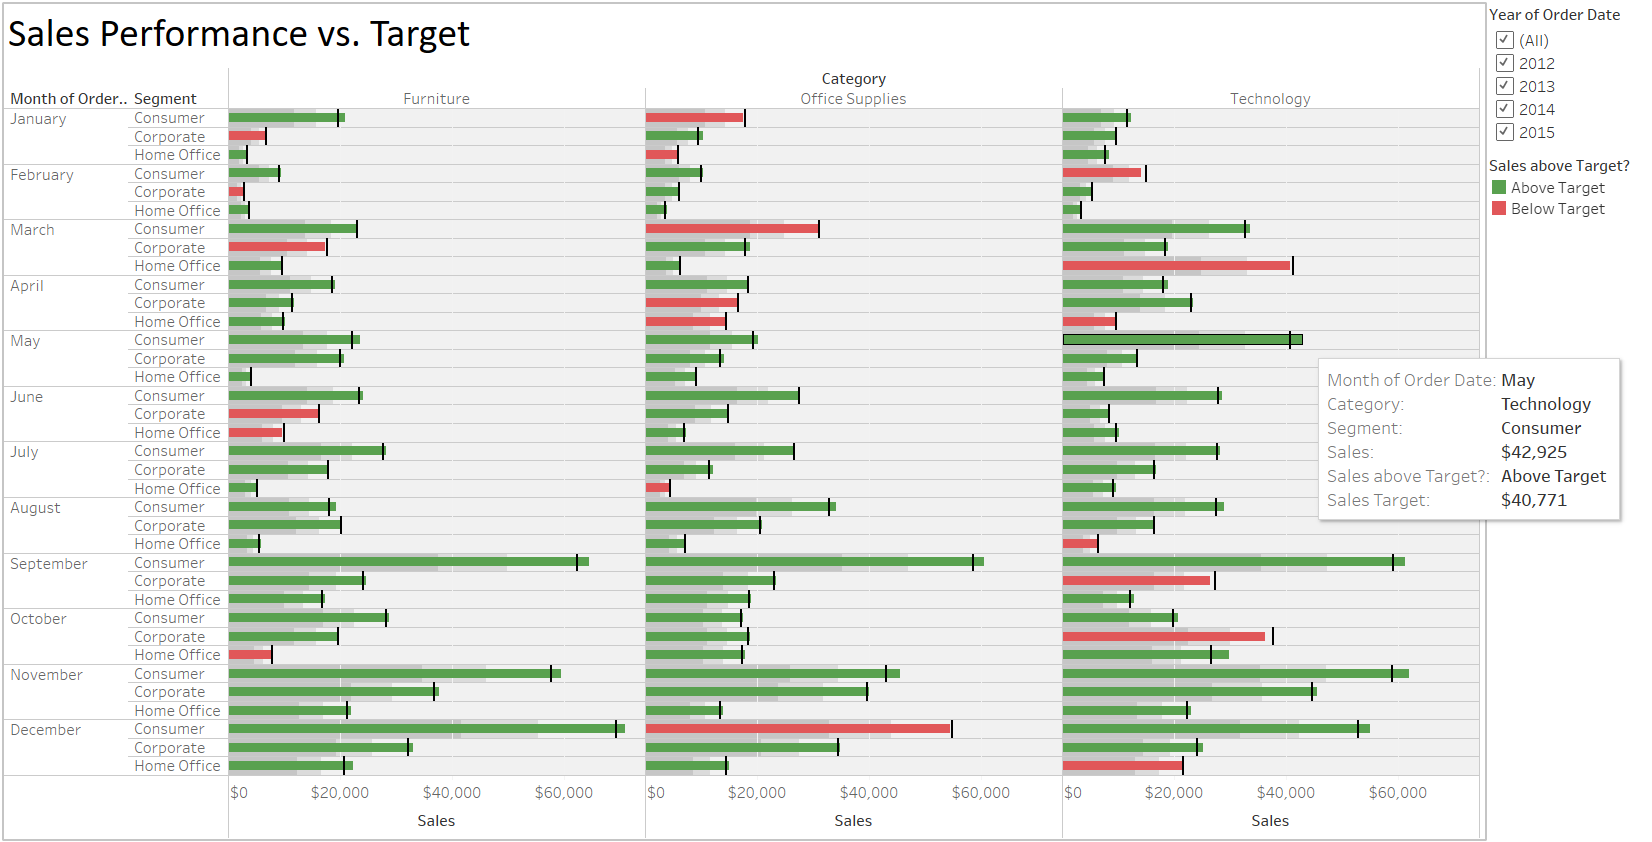 Sales Performance vs. Target
Category
Month of Order.. Segment Furniture Office Supplies Technology
January Consumer
Corporate
Home Office
February Consumer
Corporate
Home Office
March Consumer
Corporate
Home Office
April Consumer
Corporate
Home Office
May Consumer
Corporate
Home Office
June Consumer
Corporate
Home Office
July Consumer
Corporate
Home Office
August Consumer
Corporate
Home Office
September Consumer
Corporate
Home Office
October Consumer
Corporate
Home Office
November Consumer
Corporate
Home Office
December Consumer
Corporate
Home Office
$0 $20,000 $40,000 $60,000 $0 $20,000 $40,000 $60,000 $0 $20,000 $40,000 $60,000
Sales Sales Sales
Year of Order Date
(All)
2012
2013
2014
2015
Sales above Target?
Above Target
Below Target
Month of Order Date: May
Category: Technology
Segment: Consumer
Sales: $42,925
Sales above Target?: Above Target
Sales Target: $40,771